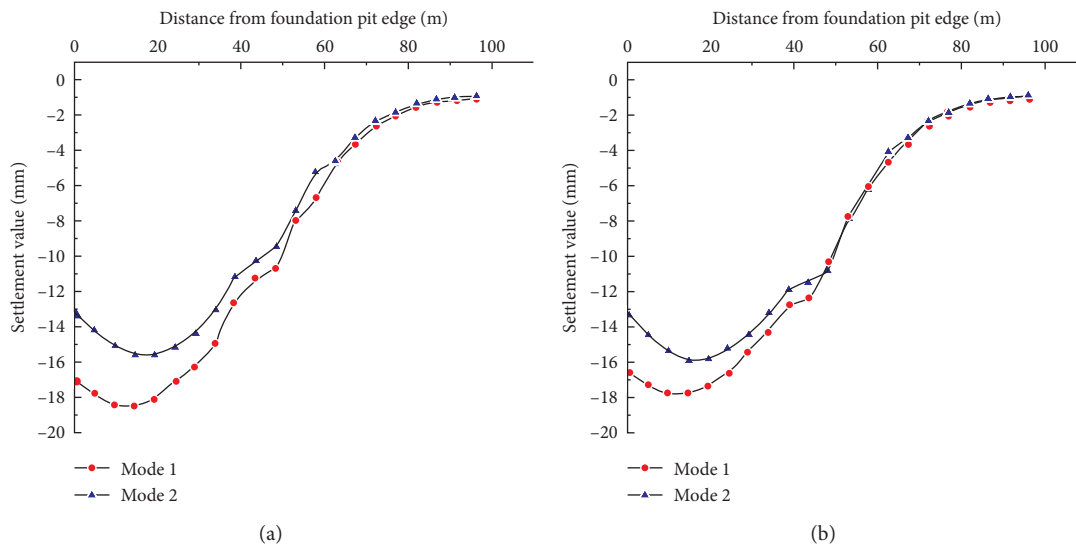 Distance from foundation pit edge (m)
0 20 40 60 80 100
0
–2
–4
–6
–8
–10
–12
–14
–16
–18
–20
Settlement value (mm)
Mode 1
Mode 2
(a)
Distance from foundation pit edge (m)
0 20 40 60 80 100
0
–2
–4
–6
–8
–10
–12
–14
–16
–18
–20
Settlement value (mm)
Mode 1
Mode 2
(b)